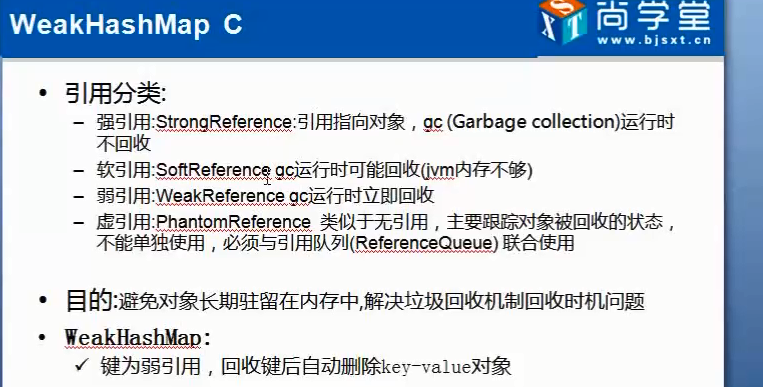 WeakHashMap C
SXT
尚学堂
www.bjsxt.cn
• 引用分类:
– 强引用:StrongReference:引用指向对象，gc (Garbage collection)运行时
不回收
– 软引用:SoftReference gc运行时可能回收(jvm内存不够)
– 弱引用:WeakReference gc运行时立即回收
– 虚引用:PhantomReference 类似于无引用，主要跟踪对象被回收的状态，
不能单独使用，必须与引用队列(ReferenceQueue) 联合使用
• 目的:避免对象长期驻留在内存中,解决垃圾回收机制回收时机问题
• WeakHashMap:
✓ 键为弱引用，回收键后自动删除key-value对象